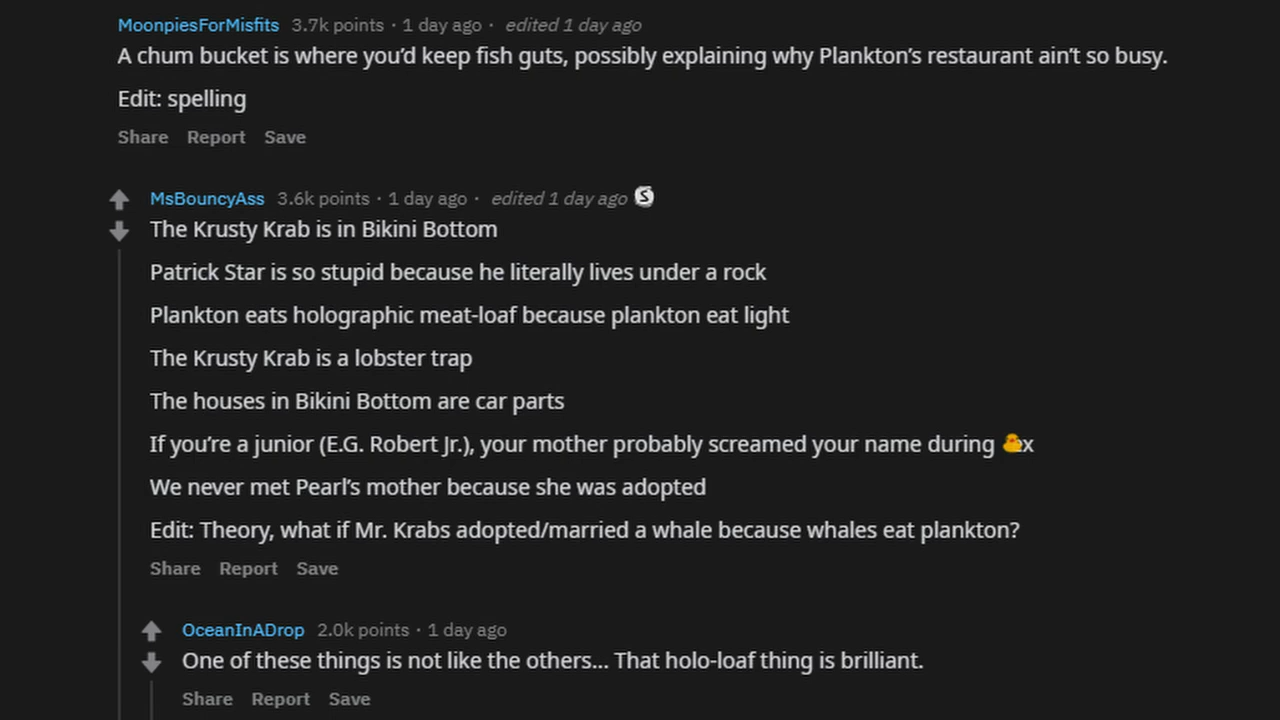 MoonpiesForMisfits 3.7k points · 1 day ago · edited 1 day ago
A chum bucket is where you’d keep fish guts, possibly explaining why Plankton’s restaurant ain’t so busy.
Edit: spelling
Share Report Save
MsBouncyAss 3.6k points · 1 day ago · edited 1 day ago S
The Krusty Krab is in Bikini Bottom
Patrick Star is so stupid because he literally lives under a rock
Plankton eats holographic meat-loaf because plankton eat light
The Krusty Krab is a lobster trap
The houses in Bikini Bottom are car parts
If you’re a junior (E.G. Robert Jr.), your mother probably screamed your name during x
We never met Pearl’s mother because she was adopted
Edit: Theory, what if Mr. Krabs adopted/married a whale because whales eat plankton?
Share Report Save
OceanInADrop 2.0k points · 1 day ago
One of these things is not like the others... That holo-loaf thing is brilliant.
Share Report Save